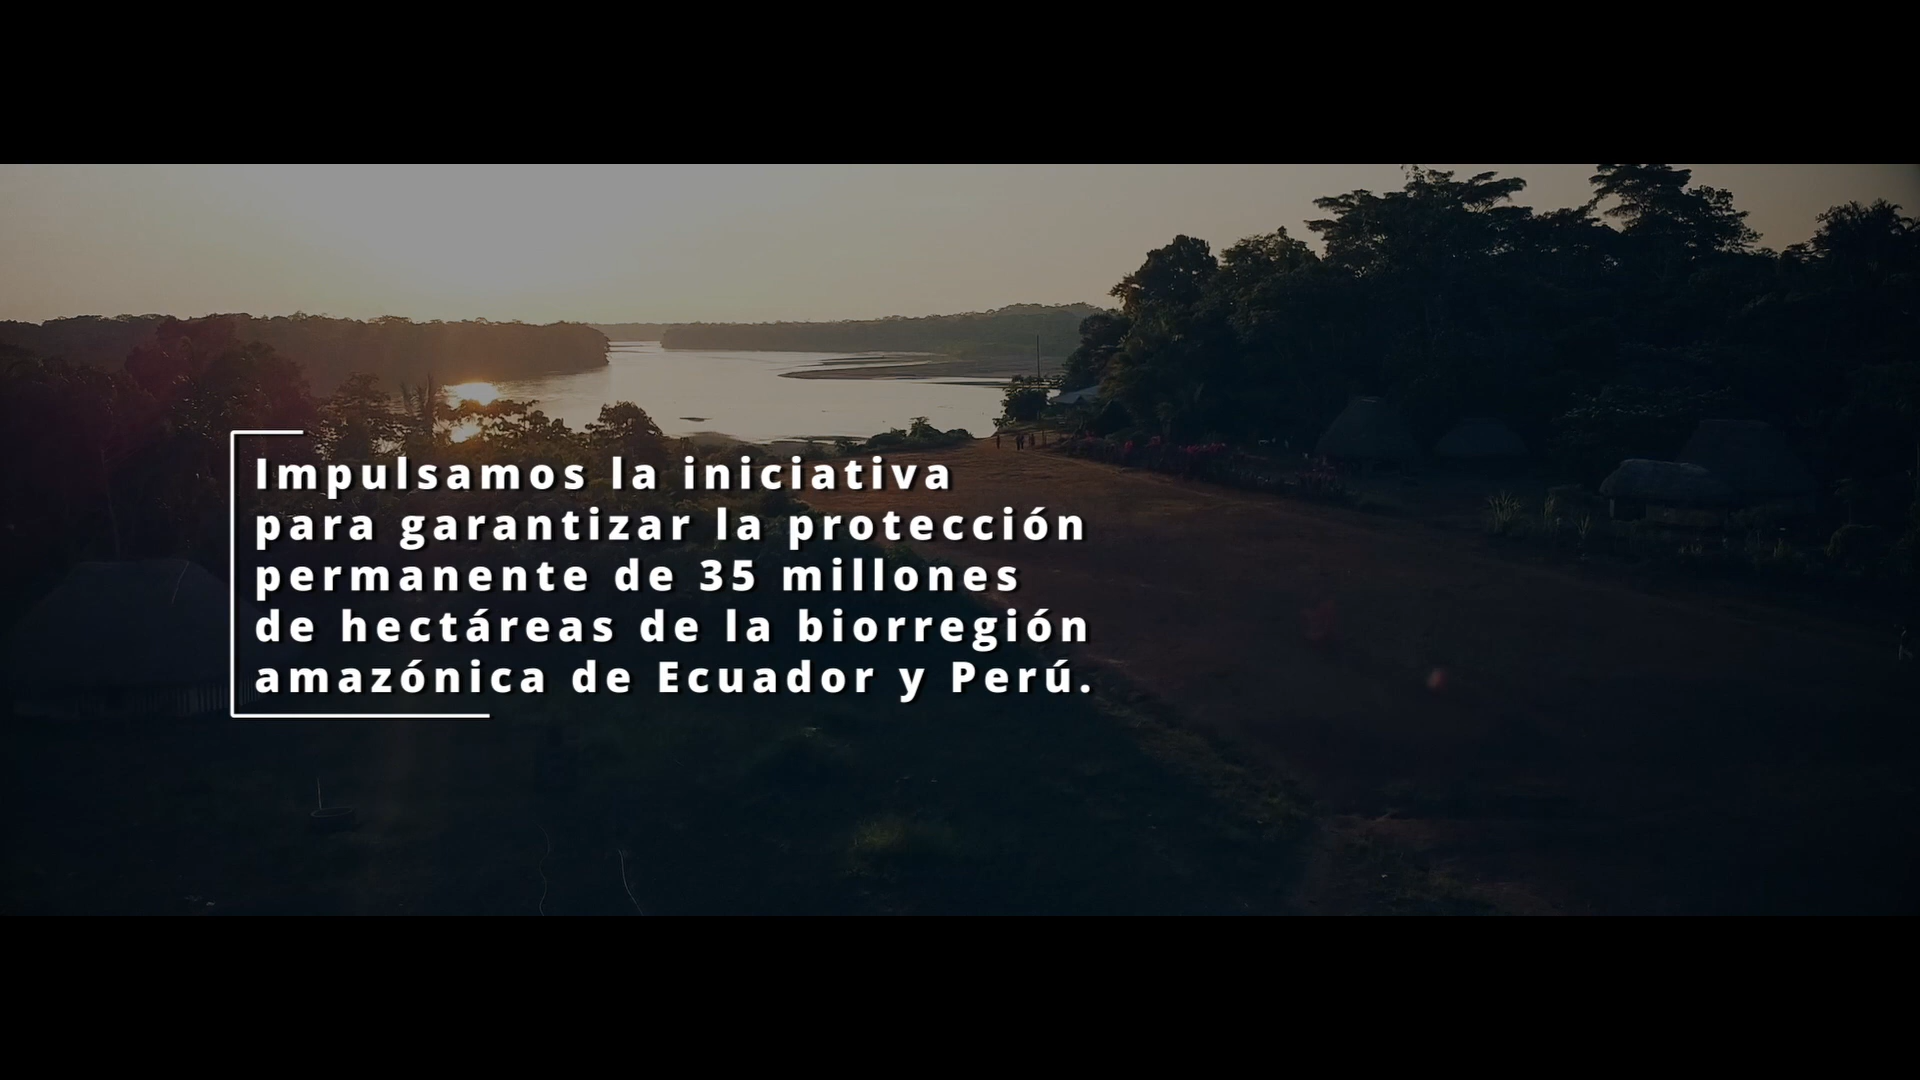 Impulsamos la iniciativa
para garantizar la protección
permanente de 35 millones
de hectáreas de la biorregión
amazónica de Ecuador y Perú.